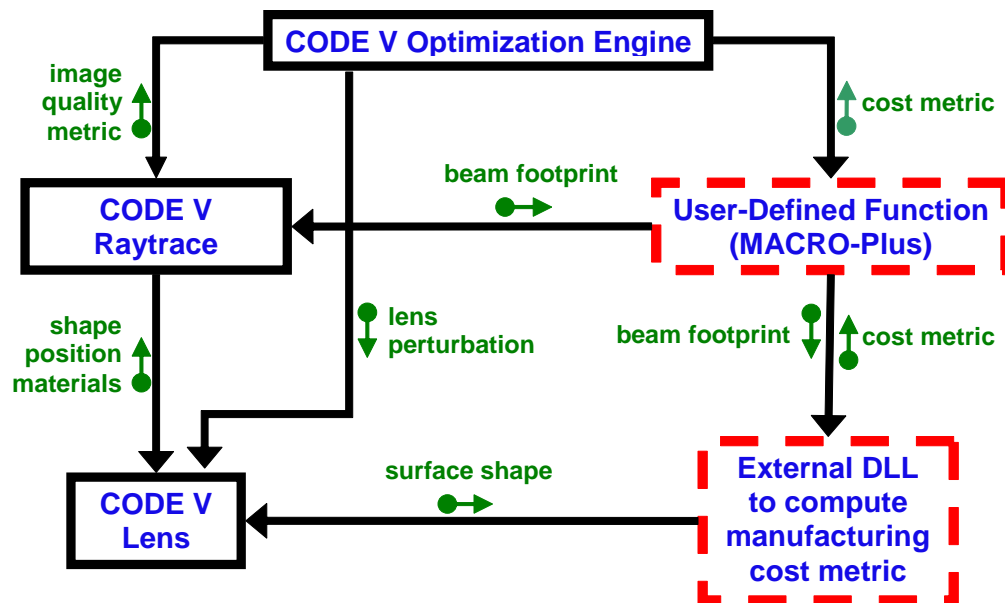 CODE V Optimization Engine
image
quality
metric
cost metric
beam footprint
CODE V
Raytrace
User-Defined Function
(MACRO-Plus)
shape
position
materials
lens
perturbation
beam footprint
cost metric
surface shape
CODE V
Lens
External DLL
to compute
manufacturing
cost metric